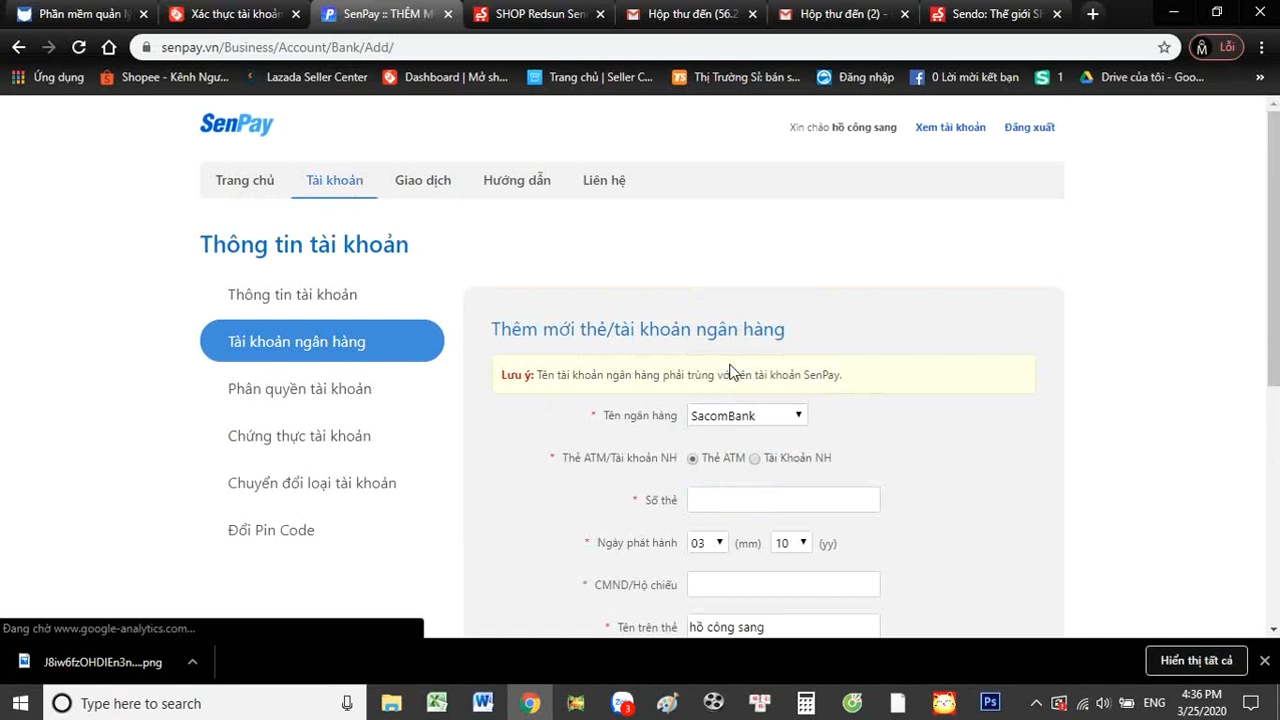 Phần mềm quản lý
Xác thực tài khoản
SenPay :: THÊM M
SHOP Redsun Sen
Hộp thư đến (56.2
Hộp thư đến (2) -
Sendo: Thế giới SH
senpay.vn/Business/Account/Bank/Add/
Lỗi
Ứng dụng
Shopee - Kênh Ngư...
Lazada Seller Center
Dashboard | Mở sh...
Trang chủ | Seller C...
Thị Trường Sỉ: bán s...
Đăng nhập
0 Lời mời kết bạn
1
Drive của tôi - Goo...
»
SenPay
Xin chào hồ công sang
Xem tài khoản
Đăng xuất
Trang chủ
Tài khoản
Giao dịch
Hướng dẫn
Liên hệ
Thông tin tài khoản
Thông tin tài khoản
Tài khoản ngân hàng
Phân quyền tài khoản
Chứng thực tài khoản
Chuyển đổi loại tài khoản
Đổi Pin Code
Thêm mới thẻ/tài khoản ngân hàng
Lưu ý: Tên tài khoản ngân hàng phải trùng với tên tài khoản SenPay.
* Tên ngân hàng SacomBank
* Thẻ ATM/Tài khoản NH Thẻ ATM Tài Khoản NH
* Số thẻ
* Ngày phát hành 03 (mm) 10 (yy)
* CMND/Hộ chiếu
* Tên trên thẻ hồ công sang
Đang chờ www.google-analytics.com...
J8iw6fzOHDIEn3n....png
Hiển thị tất cả
Type here to search
3
ENG
4:36 PM
3/25/2020